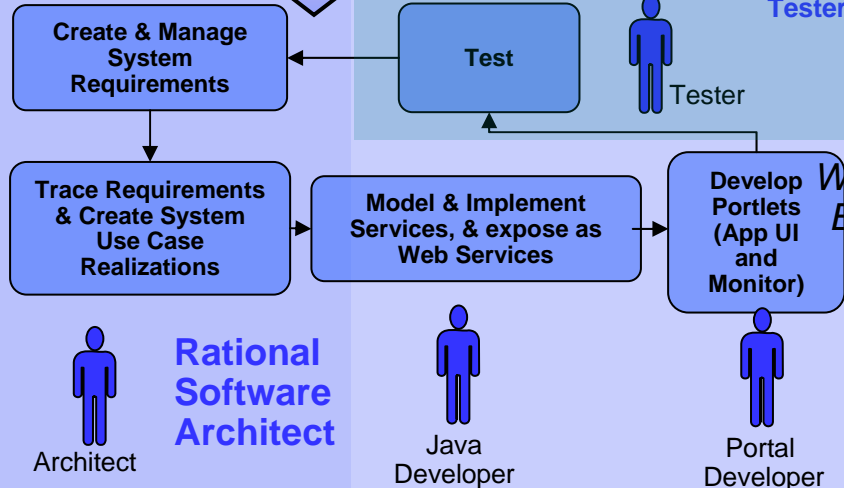 Create & Manage
System
Requirements
Test
Tester
Tester
Trace Requirements
& Create System
Use Case
Realizations
Model & Implement
Services, & expose as
Web Services
Develop
Portlets
(App UI
and
Monitor)
W
E
Rational
Software
Architect
Architect
Java
Developer
Portal
Developer